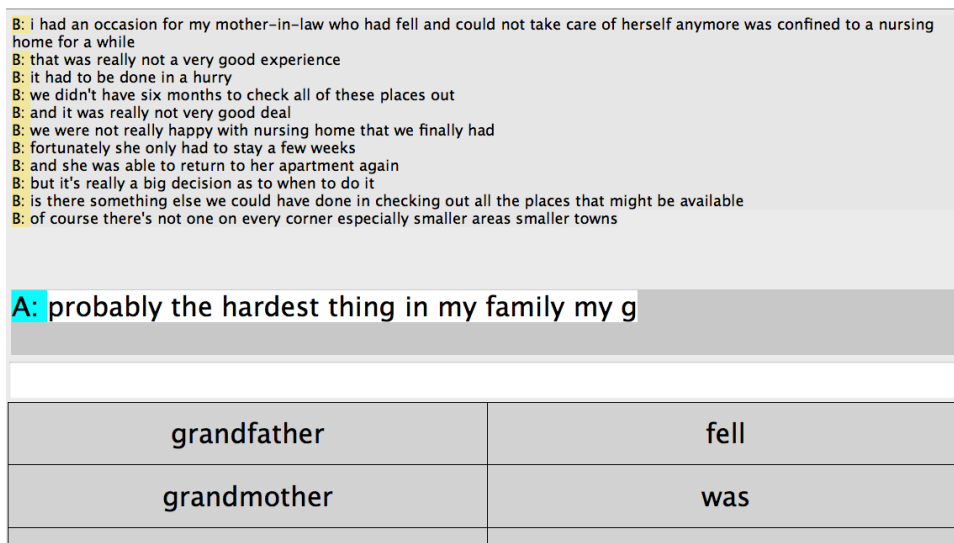 B: i had an occasion for my mother-in-law who had fell and could not take care of herself anymore was confined to a nursing
home for a while
B: that was really not a very good experience
B: it had to be done in a hurry
B: we didn't have six months to check all of these places out
B: and it was really not very good deal
B: we were not really happy with nursing home that we finally had
B: fortunately she only had to stay a few weeks
B: and she was able to return to her apartment again
B: but it's really a big decision as to when to do it
B: is there something else we could have done in checking out all the places that might be available
B: of course there's not one on every corner especially smaller areas smaller towns
A: probably the hardest thing in my family my g
grandfather fell
grandmother was